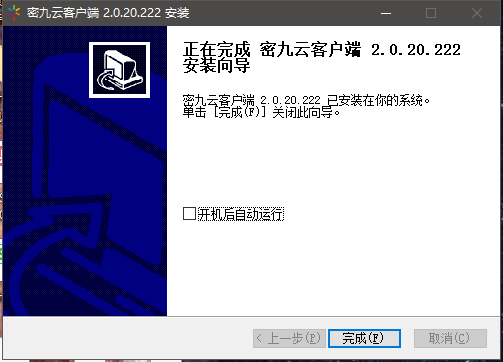 密九云客户端 2.0.20.222 安装
正在完成 密九云客户端 2.0.20.222
安装向导
密九云客户端 2.0.20.222 已安装在你的系统。
单击 [完成(F)] 关闭此向导。
开机后自动运行
< 上一步(P)
完成(F)
取消(C)